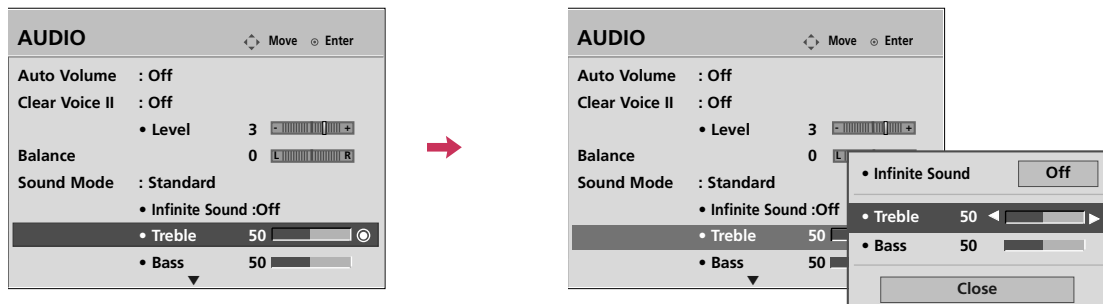 AUDIO Move Enter
Auto Volume : Off
Clear Voice II : Off
• Level 3 - +
Balance 0 L R
Sound Mode : Standard
• Infinite Sound :Off
• Treble 50
• Bass 50
AUDIO Move Enter
Auto Volume : Off
Clear Voice II : Off
• Level 3 - +
Balance 0 L
Sound Mode : Standard
• Infinite Sound :Off
• Treble 50
• Bass 50
• Infinite Sound Off
• Treble 50
• Bass 50
Close